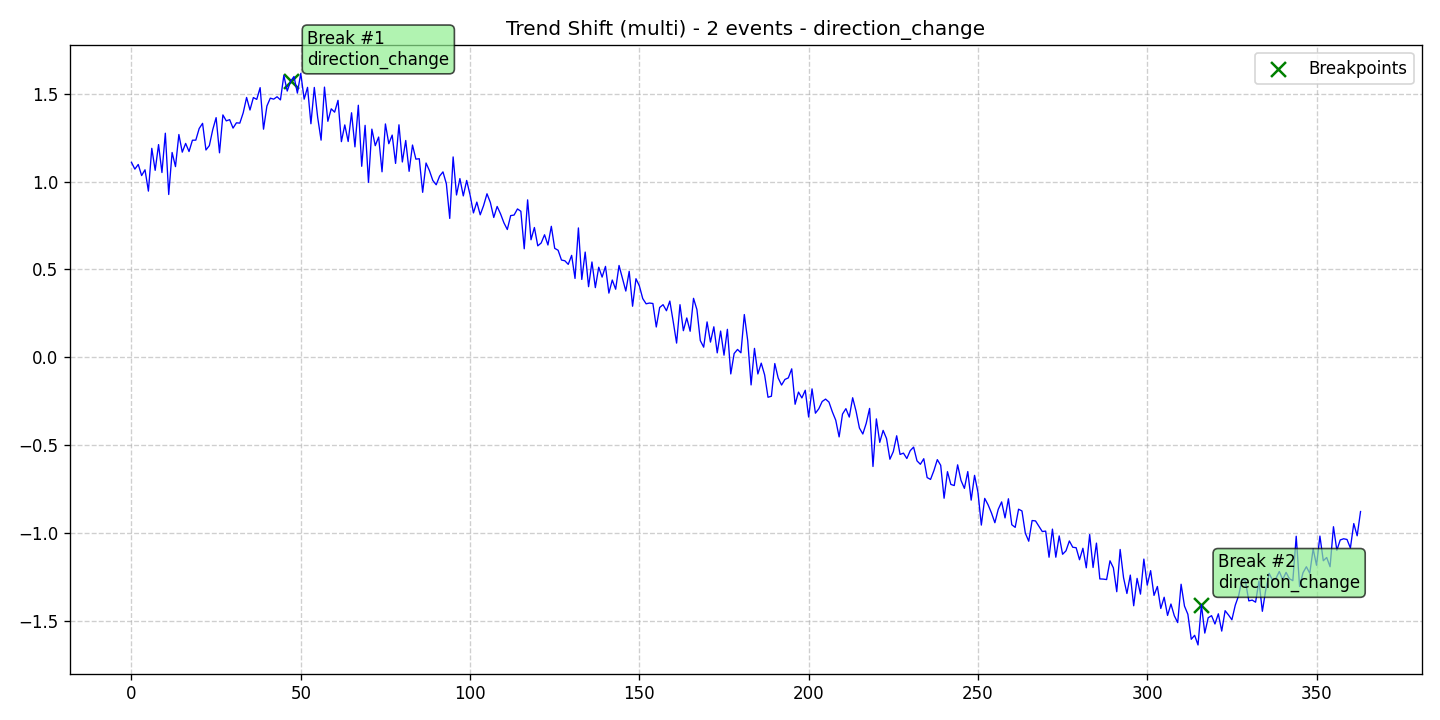 Trend Shift (multi) - 2 events - direction_change
Break #1
direction_change
Breakpoints
1.5
1.0
0.5
0.0
−0.5
−1.0
−1.5
Break #2
direction_change
0
50
100
150
200
250
300
350